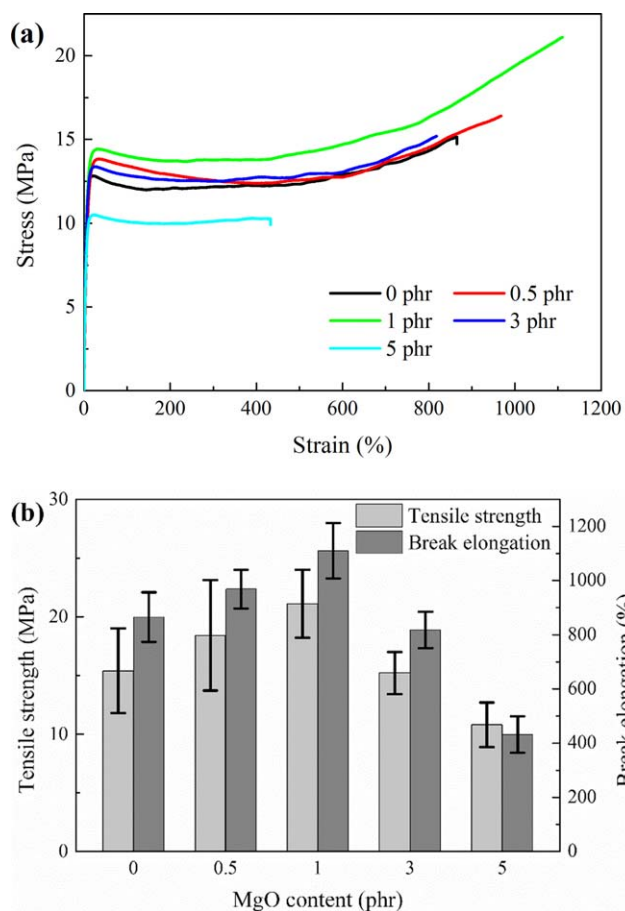 (a)
20
15
10
5
0
Stress (MPa)
0 phr
0.5 phr
1 phr
3 phr
5 phr
0 200 400 600 800 1000 1200
Strain (%)
(b)
30
20
10
0
Tensile strength (MPa)
Tensile strength
Break elongation
1200
1000
800
600
400
200
0
Break elongation (%)
0 0.5 1 3 5
MgO content (phr)